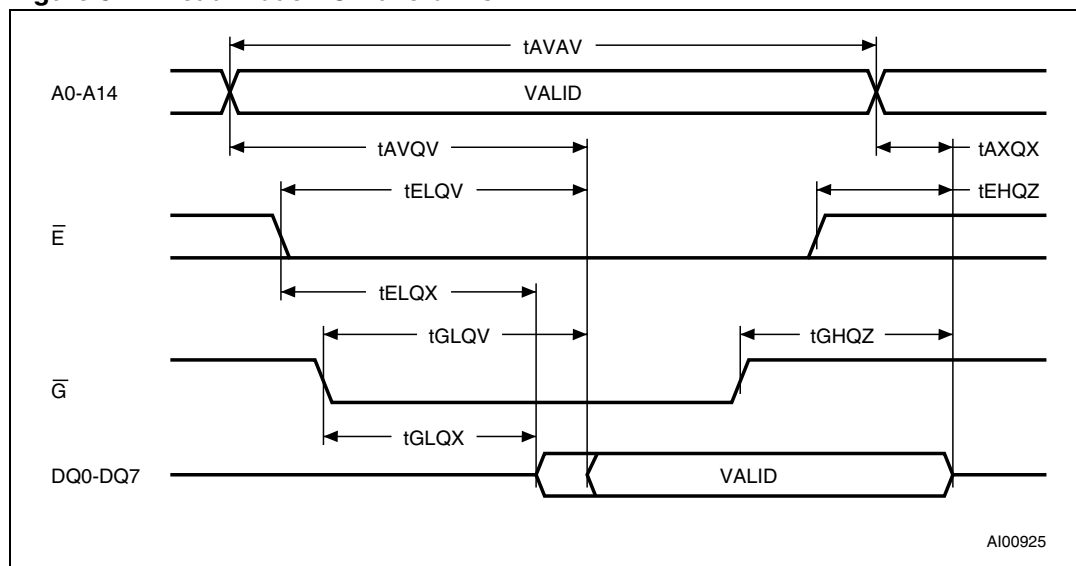 tAVAV
A0-A14
VALID
tAVQV
tAXQX
tELQV
tEHQZ
E
tELQX
tGLQV
tGHQZ
G
tGLQX
DQ0-DQ7
VALID
AI00925